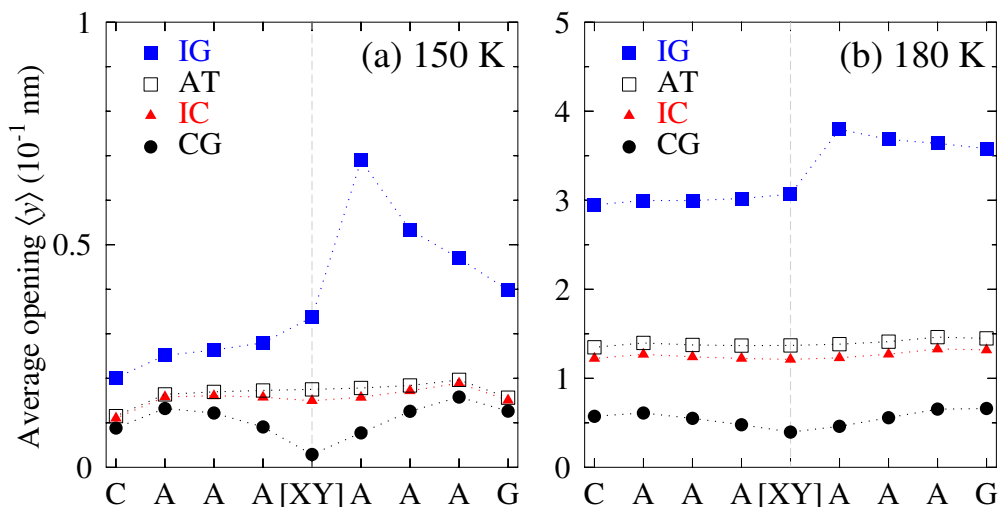 Average opening ⟨y⟩ (10⁻¹ nm)
(a) 150 K
IG
AT
IC
CG
1
0.5
0
C A A A [XY] A A A G
(b) 180 K
IG
AT
IC
CG
5
4
3
2
1
0
C A A A [XY] A A A G